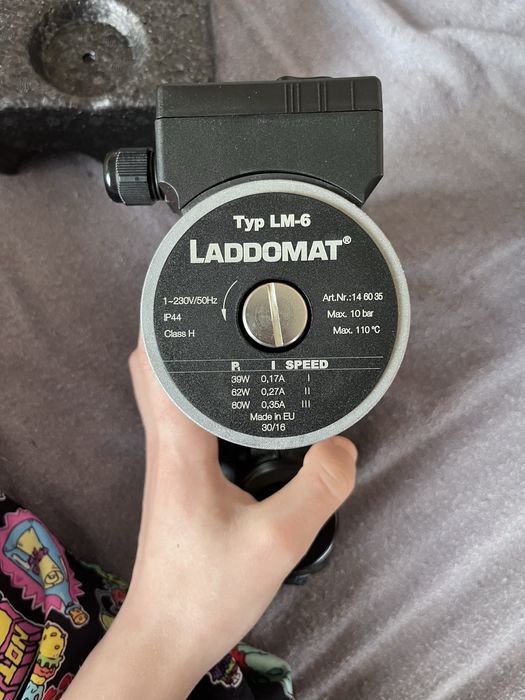 Typ LM-6
LADDOMAT®
1~230V/50Hz
IP44
Class H
Art.Nr.:14 60 35
Max. 10 bar
Max. 110 °C
P I SPEED
39W 0,17A I
62W 0,27A II
80W 0,35A III
Made in EU
30/16
NOT